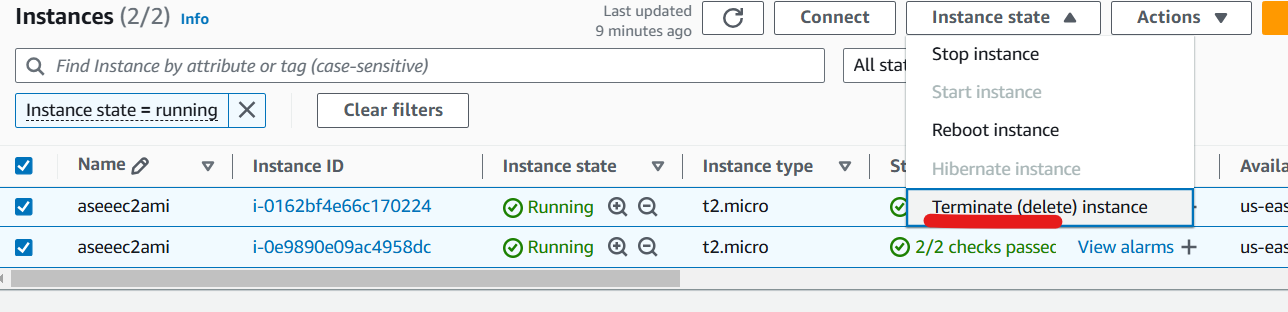 Instances (2/2) Info
Last updated
9 minutes ago
Connect
Instance state
Actions
Find Instance by attribute or tag (case-sensitive)
All stat
Stop instance
Start instance
Reboot instance
Hibernate instance
Terminate (delete) instance
Instance state = running
Clear filters
Name Instance ID Instance state Instance type St Availa
aseeec2ami i-0162bf4e66c170224 Running t2.micro us-eas
aseeec2ami i-0e9890e09ac4958dc Running t2.micro 2/2 checks passed View alarms + us-eas